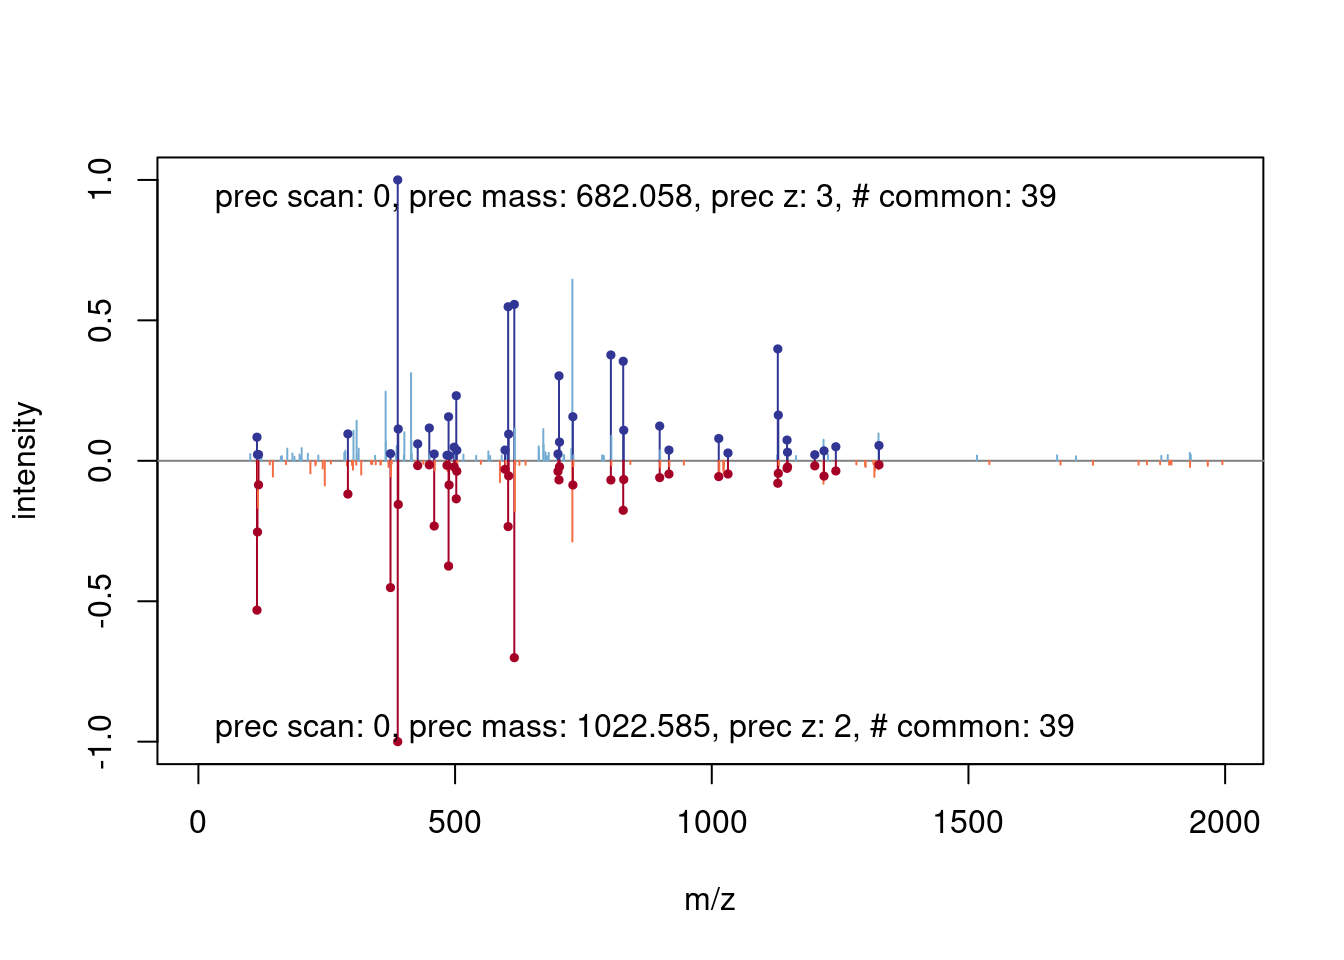 prec scan: 0, prec mass: 682.058, prec z: 3, # common: 39
1.0
0.5
0.0
-0.5
-1.0
intensity
prec scan: 0, prec mass: 1022.585, prec z: 2, # common: 39
0 500 1000 1500 2000
m/z